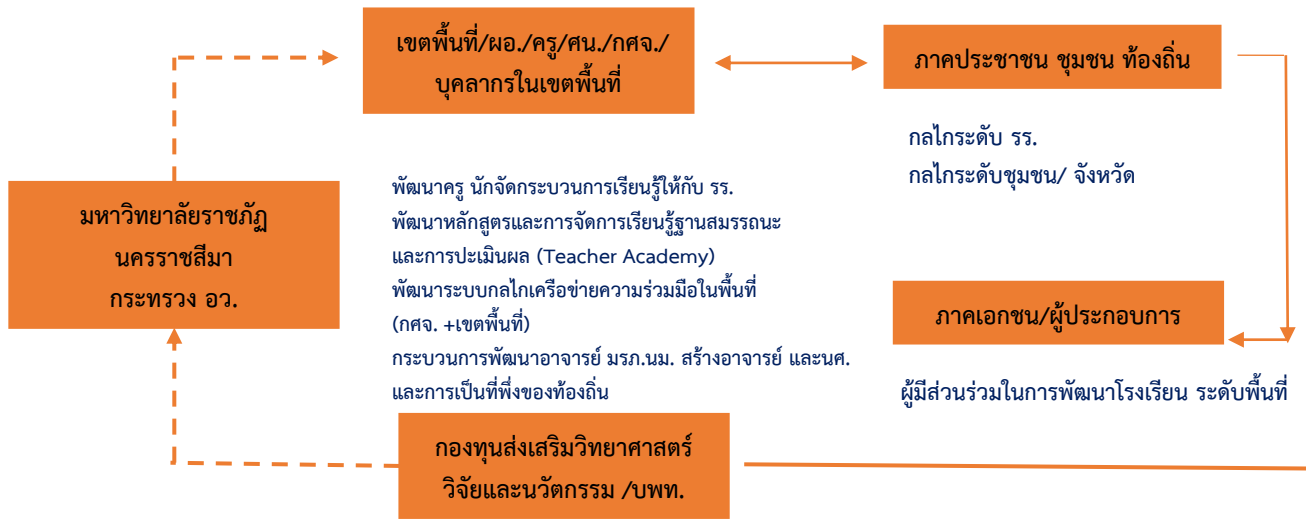 เขตพื้นที่/ผอ./ครู/ศน./กศจ./
บุคลากรในเขตพื้นที่
ภาคประชาชน ชุมชน ท้องถิ่น
กลไกระดับ รร.
กลไกระดับชุมชน/ จังหวัด
มหาวิทยาลัยราชภัฏ
นครราชสีมา
กระทรวง อว.
พัฒนาครู นักจัดกระบวนการเรียนรู้ให้กับ รร.
พัฒนาหลักสูตรและการจัดการเรียนรู้ฐานสมรรถนะ
และการปะเมินผล (Teacher Academy)
พัฒนาระบบกลไกเครือข่ายความร่วมมือในพื้นที่
(กศจ. +เขตพื้นที่)
กระบวนการพัฒนาอาจารย์ มรภ.นม. สร้างอาจารย์ และนศ.
และการเป็นที่พึ่งของท้องถิ่น
ภาคเอกชน/ผู้ประกอบการ
ผู้มีส่วนร่วมในการพัฒนาโรงเรียน ระดับพื้นที่
กองทุนส่งเสริมวิทยาศาสตร์
วิจัยและนวัตกรรม /บพท.